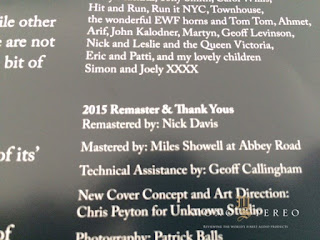 ile other
Hit and Run, Run it NYC, Townhouse,
e are not
the wonderful EWF horns and Tom Tom, Ahmet,
bit of
Arif, John Kalodner, Martyn, Geoff Levinson,
Nick and Leslie and the Queen Victoria,
Eric and Patti, and my lovely children
Simon and Joely XXXX
2015 Remaster & Thank Yous
Remastered by: Nick Davis
of its'
Mastered by: Miles Showell at Abbey Road
Technical Assistance by: Geoff Callingham
New Cover Concept and Art Direction:
Chris Peyton for Unknown Studio
of
Photography: Patrick Balls